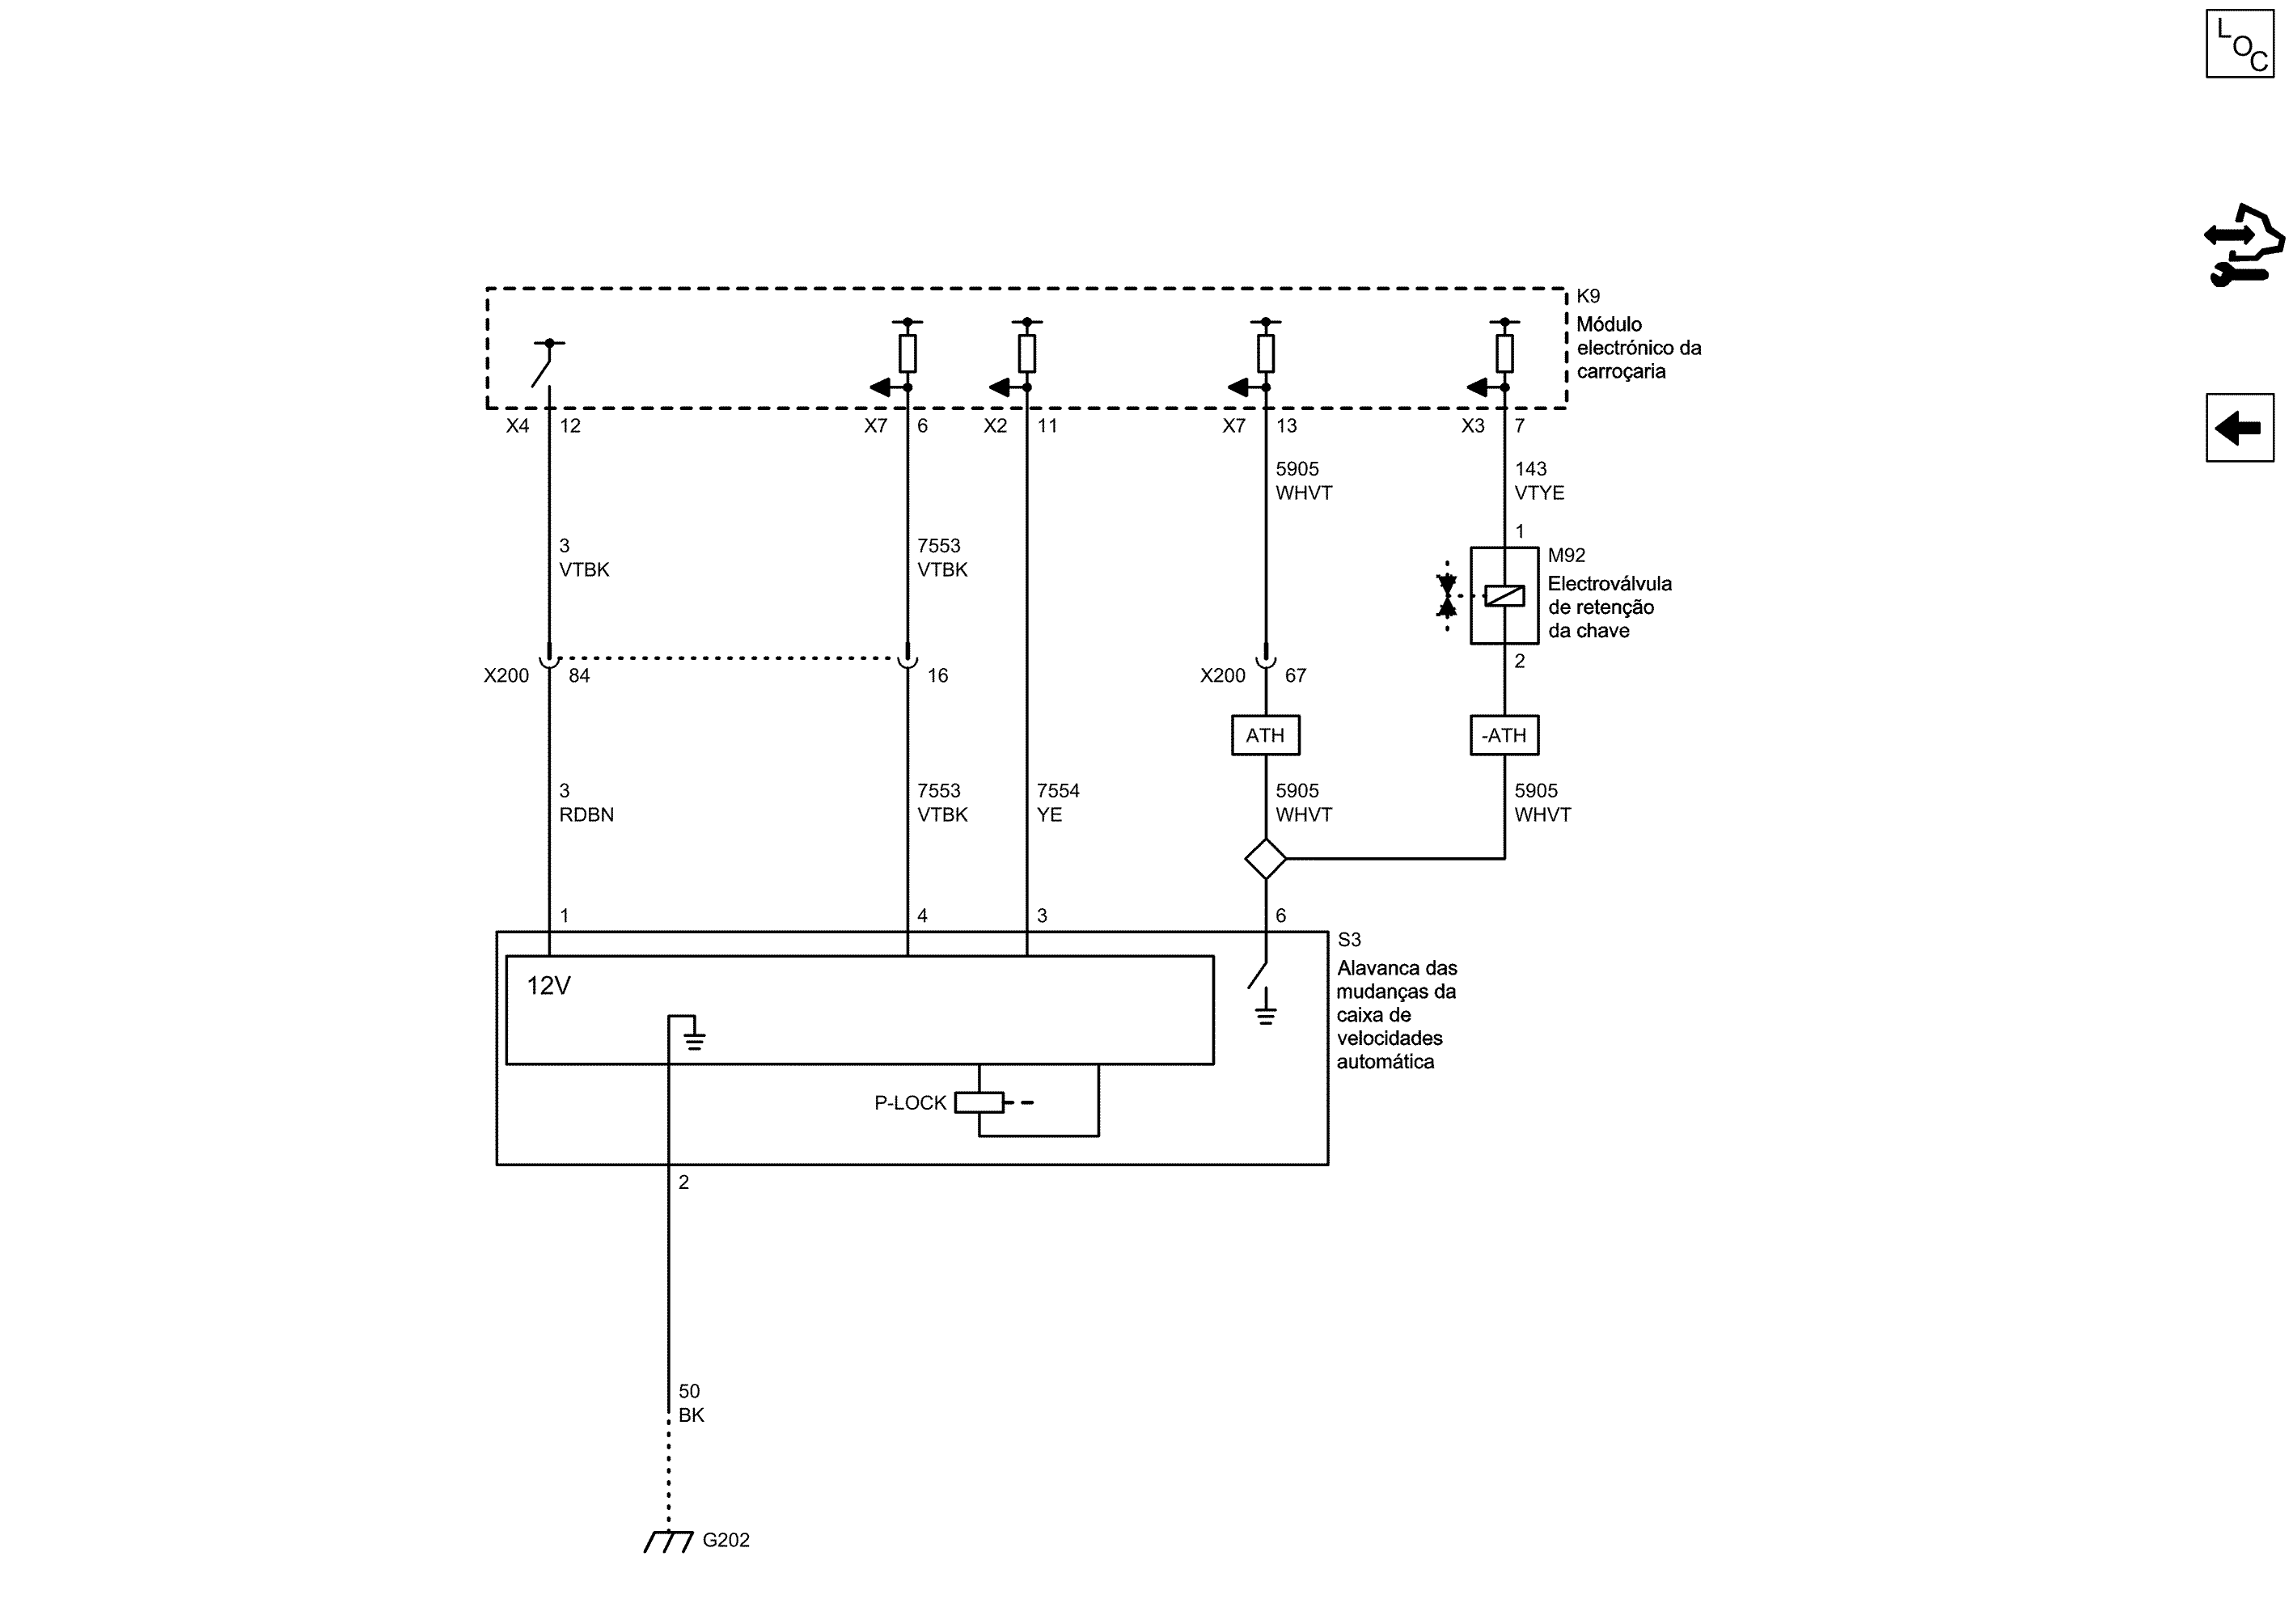 LOC
K9
Módulo
electrónico da
carroçaria
X4 12
X7 6
X2 11
X7 13
X3 7
5905
WHVT
143
VTYE
1
3
VTBK
7553
VTBK
M92
Electroválvula
de retenção
da chave
2
X200 84
16
X200 67
ATH
-ATH
3
RDBN
7553
VTBK
7554
YE
5905
WHVT
5905
WHVT
1
4
3
6
S3
Alavanca das
mudanças da
caixa de
velocidades
automática
12V
P-LOCK
2
50
BK
G202